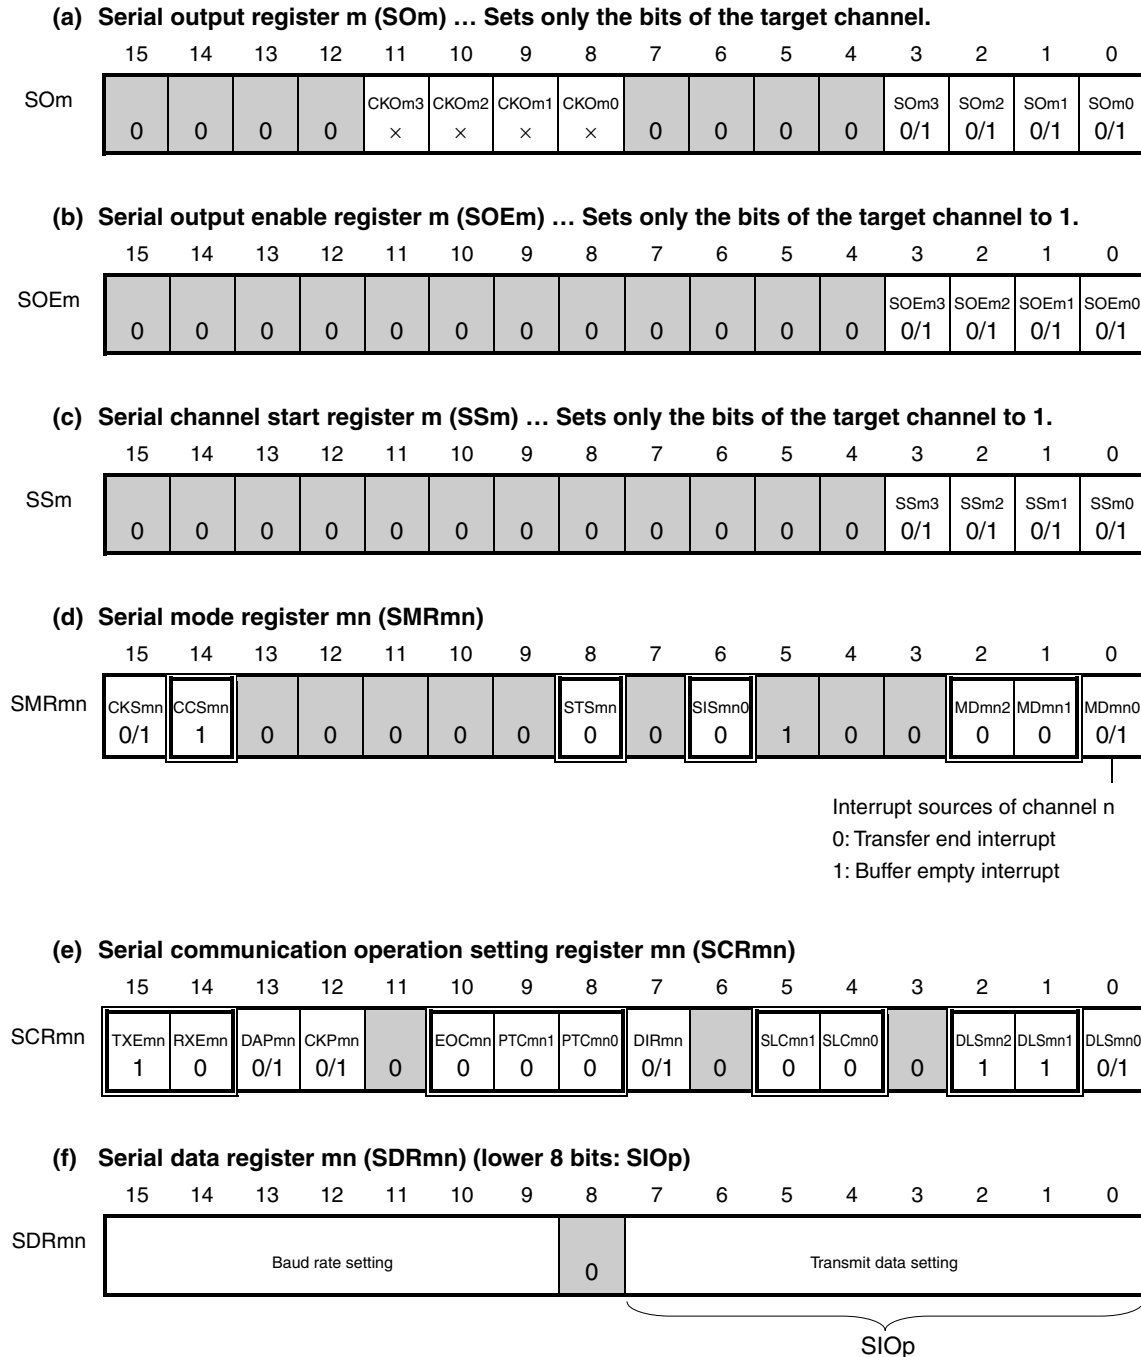 (a) Serial output register m (SOm) … Sets only the bits of the target channel.
15 14 13 12 11 10 9 8 7 6 5 4 3 2 1 0
SOm
CKOm3 CKOm2 CKOm1 CKOm0 SOm3 SOm2 SOm1 SOm0
0 0 0 0 × × × × 0 0 0 0 0/1 0/1 0/1 0/1
(b) Serial output enable register m (SOEm) … Sets only the bits of the target channel to 1.
15 14 13 12 11 10 9 8 7 6 5 4 3 2 1 0
SOEm
SOEm3 SOEm2 SOEm1 SOEm0
0 0 0 0 0 0 0 0 0 0 0 0 0/1 0/1 0/1 0/1
(c) Serial channel start register m (SSm) … Sets only the bits of the target channel to 1.
15 14 13 12 11 10 9 8 7 6 5 4 3 2 1 0
SSm
SSm3 SSm2 SSm1 SSm0
0 0 0 0 0 0 0 0 0 0 0 0 0/1 0/1 0/1 0/1
(d) Serial mode register mn (SMRmn)
15 14 13 12 11 10 9 8 7 6 5 4 3 2 1 0
SMRmn
CKSmn CCSmn STSmn SISmn0 MDmn2 MDmn1 MDmn0
0/1 1 0 0 0 0 0 0 0 0 1 0 0 0 0 0/1
Interrupt sources of channel n
0: Transfer end interrupt
1: Buffer empty interrupt
(e) Serial communication operation setting register mn (SCRmn)
15 14 13 12 11 10 9 8 7 6 5 4 3 2 1 0
SCRmn
TXEmn RXEmn DAPmn CKPmn EOCmn PTCmn1 PTCmn0 DIRmn SLCmn1 SLCmn0 DLSmn2 DLSmn1 DLSmn0
1 0 0/1 0/1 0 0 0 0 0/1 0 0 0 0 1 1 0/1
(f) Serial data register mn (SDRmn) (lower 8 bits: SIOp)
15 14 13 12 11 10 9 8 7 6 5 4 3 2 1 0
SDRmn
Baud rate setting 0 Transmit data setting
SIOp